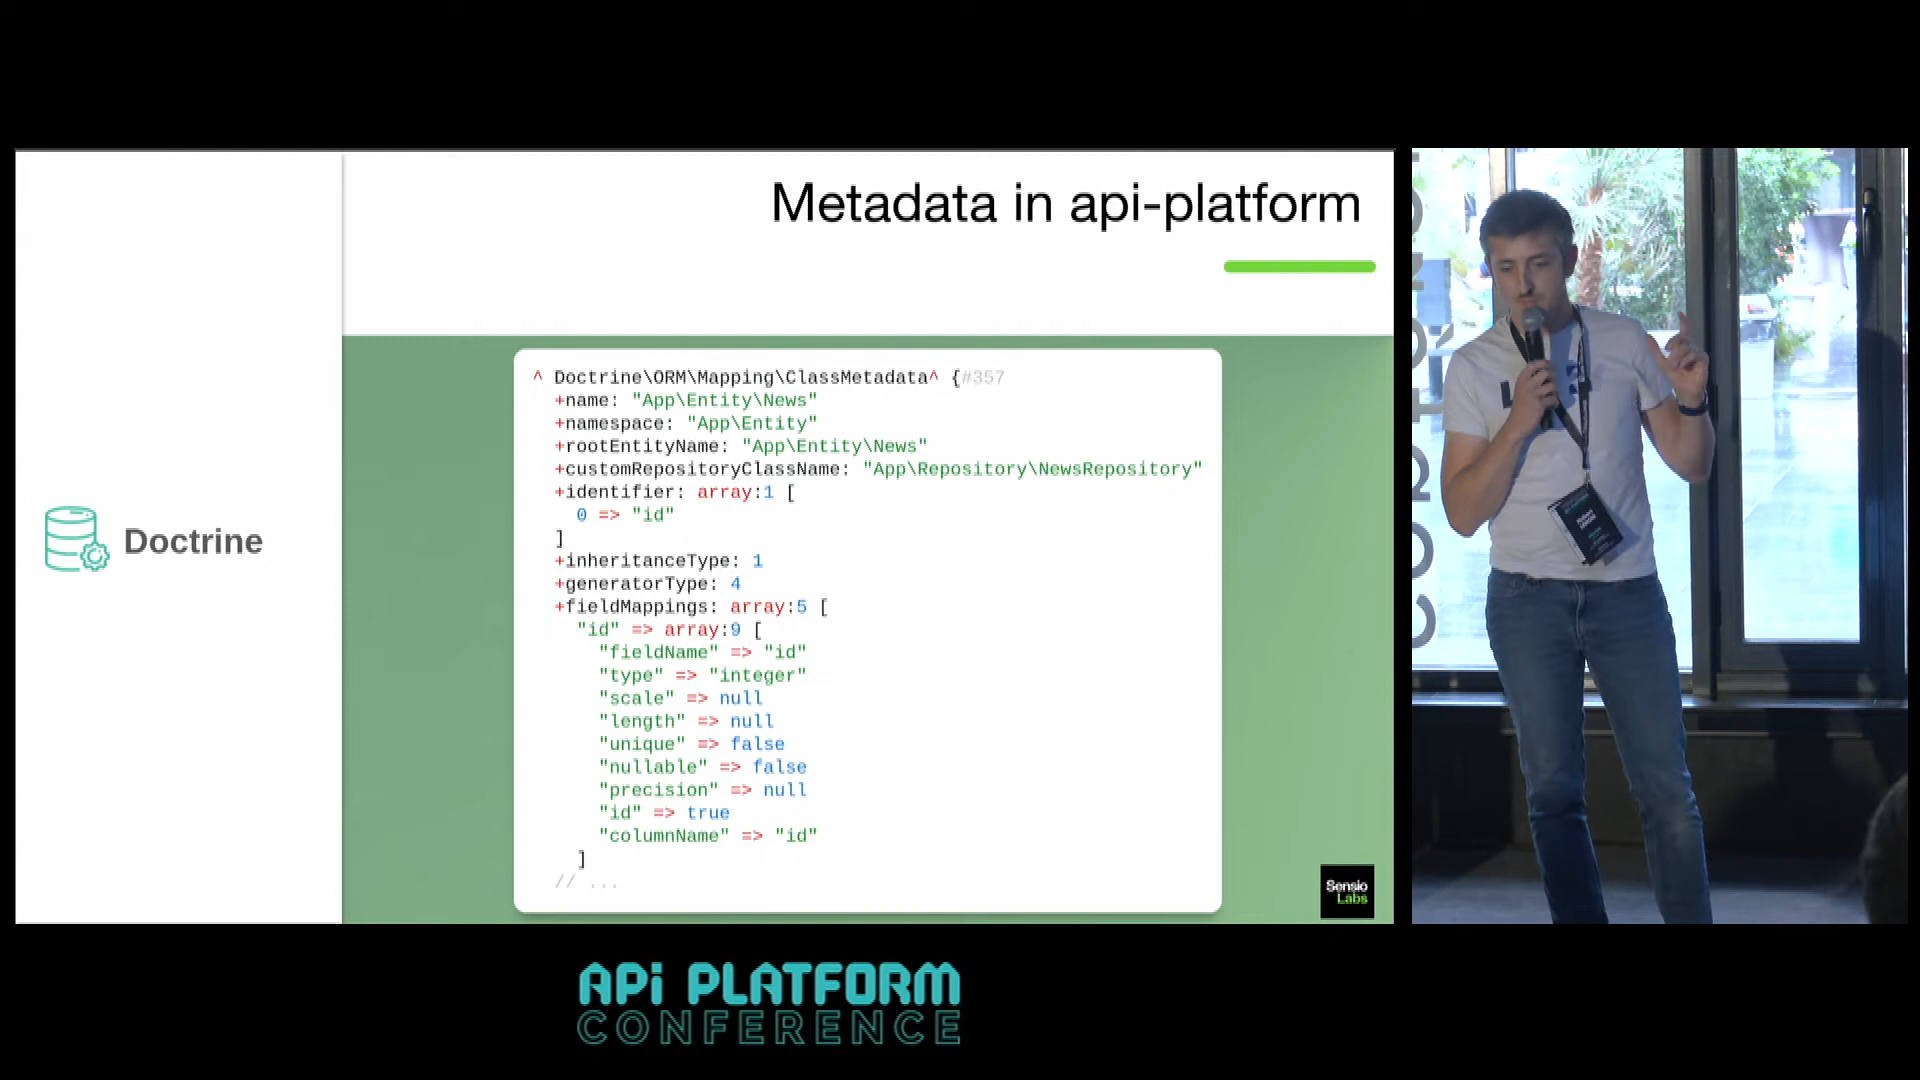 Metadata in api-platform
Doctrine
^ Doctrine\ORM\Mapping\ClassMetadata^ {#357
+name: "App\Entity\News"
+namespace: "App\Entity"
+rootEntityName: "App\Entity\News"
+customRepositoryClassName: "App\Repository\NewsRepository"
+identifier: array:1 [
0 => "id"
]
+inheritanceType: 1
+generatorType: 4
+fieldMappings: array:5 [
"id" => array:9 [
"fieldName" => "id"
"type" => "integer"
"scale" => null
"length" => null
"unique" => false
"nullable" => false
"precision" => null
"id" => true
"columnName" => "id"
]
// ...
Sensio
Labs
APi PLATFORM
CONFERENCE